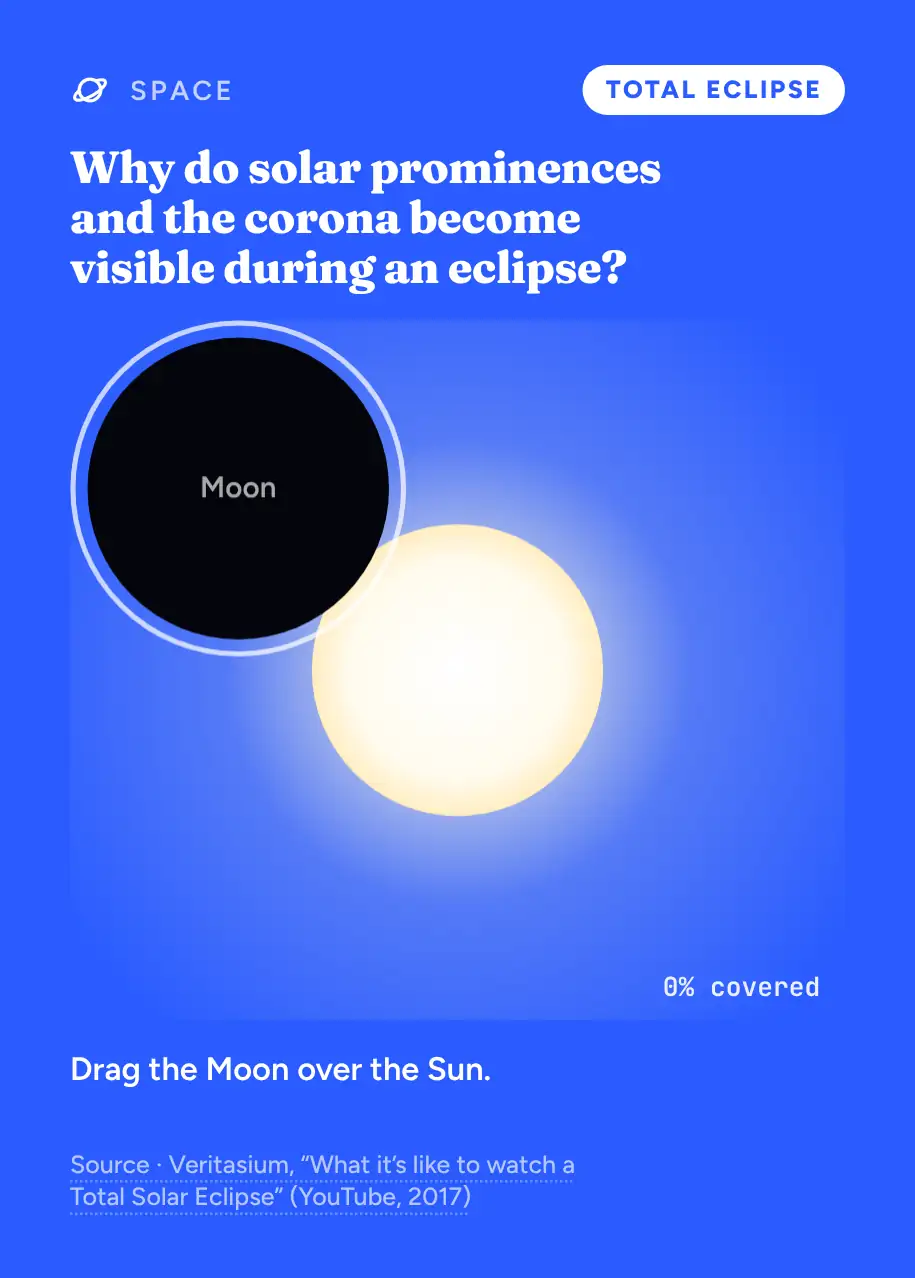 SPACE
TOTAL ECLIPSE
Why do solar prominences
and the corona become
visible during an eclipse?
Moon
0% covered
Drag the Moon over the Sun.
Source · Veritasium, “What it’s like to watch a
Total Solar Eclipse” (YouTube, 2017)